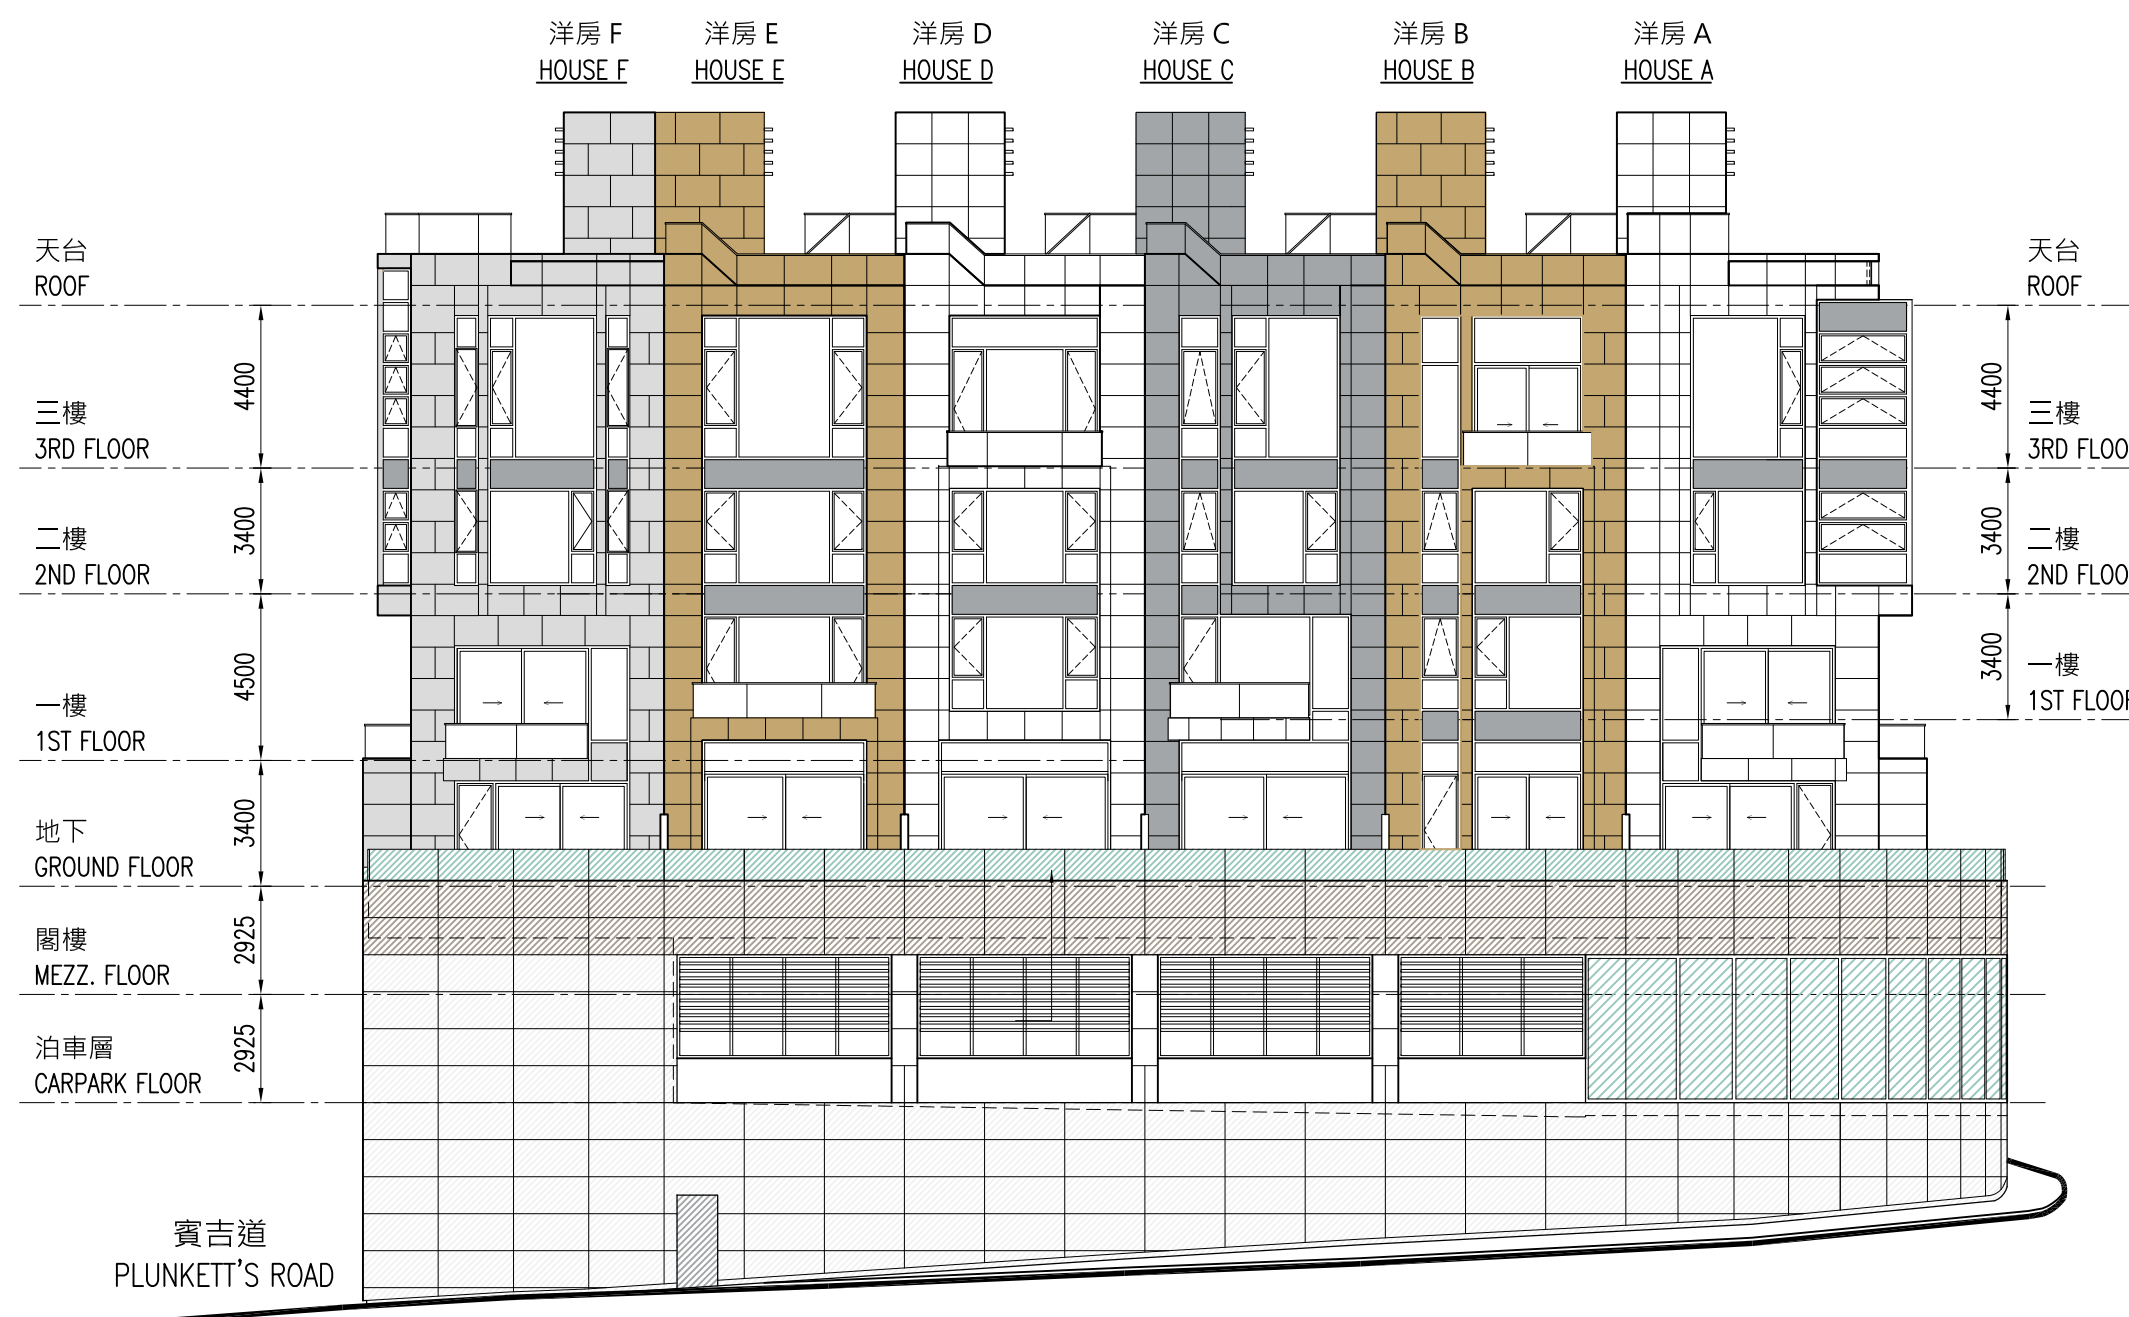 洋房 F
HOUSE F
洋房 E
HOUSE E
洋房 D
HOUSE D
洋房 C
HOUSE C
洋房 B
HOUSE B
洋房 A
HOUSE A
天台
ROOF
4400
三樓
3RD FLOOR
3400
二樓
2ND FLOOR
4500
一樓
1ST FLOOR
3400
地下
GROUND FLOOR
2925
閣樓
MEZZ. FLOOR
2925
泊車層
CARPARK FLOOR
賓吉道
PLUNKETT'S ROAD
天台
ROOF
4400
三樓
3RD FLOO
3400
二樓
2ND FLOO
3400
一樓
1ST FLOOR